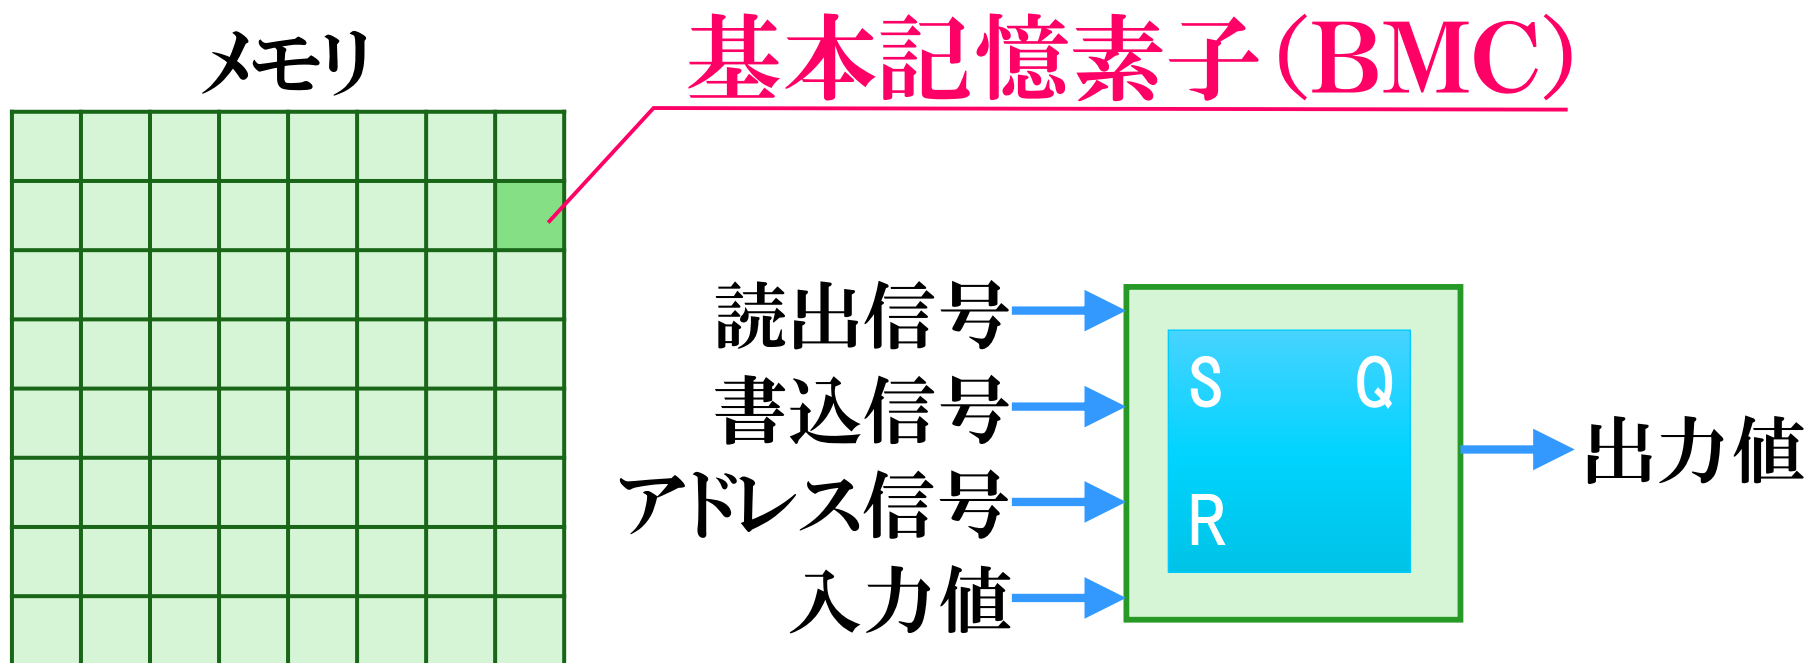 メモリ
基本記憶素子(BMC)
読出信号
書込信号
アドレス信号
入力値
S Q
R
出力値